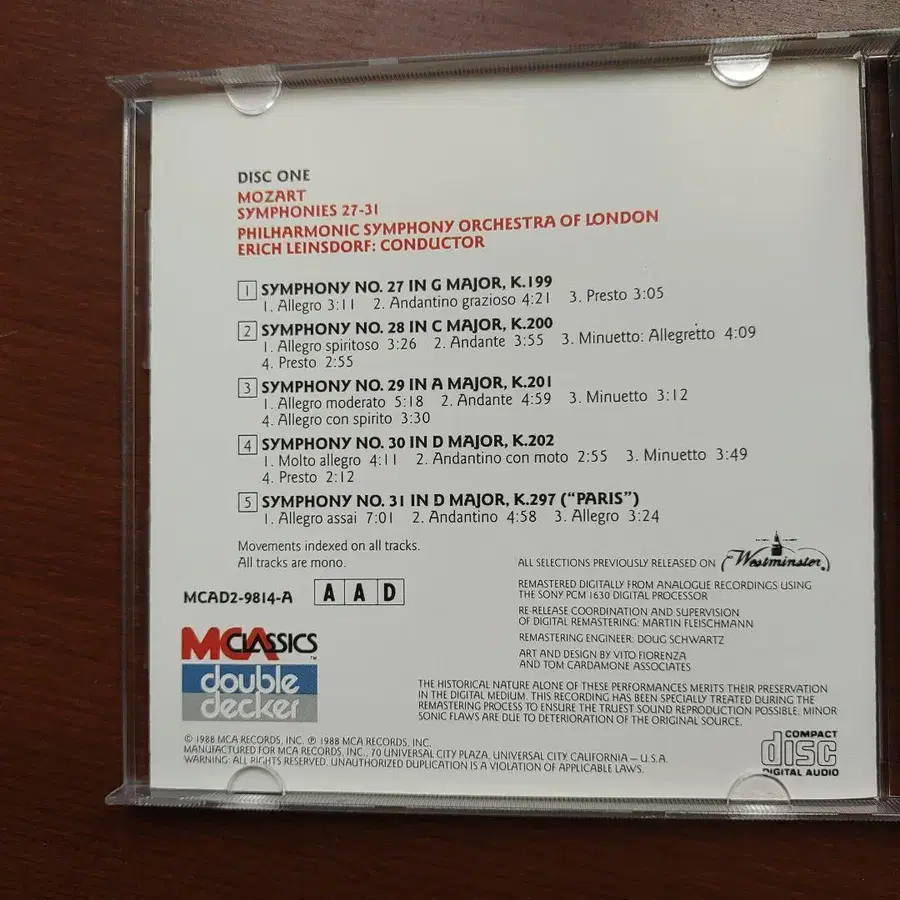 DISC ONE
MOZART
SYMPHONIES 27-31
PHILHARMONIC SYMPHONY ORCHESTRA OF LONDON
ERICH LEINSDORF: CONDUCTOR
1 SYMPHONY NO. 27 IN G MAJOR, K.199
1. Allegro 3:11 2. Andantino grazioso 4:21 3. Presto 3:05
2 SYMPHONY NO. 28 IN C MAJOR, K.200
1. Allegro spiritoso 3:26 2. Andante 3:55 3. Minuetto: Allegretto 4:09
4. Presto 2:55
3 SYMPHONY NO. 29 IN A MAJOR, K.201
1. Allegro moderato 5:18 2. Andante 4:59 3. Minuetto 3:12
4. Allegro con spirito 3:30
4 SYMPHONY NO. 30 IN D MAJOR, K.202
1. Molto allegro 4:11 2. Andantino con moto 2:55 3. Minuetto 3:49
4. Presto 2:12
5 SYMPHONY NO. 31 IN D MAJOR, K.297 ("PARIS")
1. Allegro assai 7:01 2. Andantino 4:58 3. Allegro 3:24
Movements indexed on all tracks.
All tracks are mono.
MCAD2-9814-A A A D
MCA CLASSICS™
double
decker
ALL SELECTIONS PREVIOUSLY RELEASED ON Westminster
REMASTERED DIGITALLY FROM ANALOGUE RECORDINGS USING
THE SONY PCM 1630 DIGITAL PROCESSOR
RE-RELEASE COORDINATION AND SUPERVISION
OF DIGITAL REMASTERING: MARTIN FLEISCHMANN
REMASTERING ENGINEER: DOUG SCHWARTZ
ART AND DESIGN BY VITO FIORENZA
AND TOM CARDAMONE ASSOCIATES
THE HISTORICAL NATURE ALONE OF THESE PERFORMANCES MERITS THEIR PRESERVATION
IN THE DIGITAL MEDIUM. THIS RECORDING HAS BEEN SPECIALLY TREATED DURING THE
REMASTERING PROCESS TO ENSURE THE TRUEST SOUND REPRODUCTION POSSIBLE. MINOR
SONIC FLAWS ARE DUE TO DETERIORATION OF THE ORIGINAL SOURCE.
© 1988 MCA RECORDS, INC. ℗ 1988 MCA RECORDS, INC.
MANUFACTURED FOR MCA RECORDS, INC., 70 UNIVERSAL CITY PLAZA, UNIVERSAL CITY, CALIFORNIA – U.S.A.
WARNING: ALL RIGHTS RESERVED. UNAUTHORIZED DUPLICATION IS A VIOLATION OF APPLICABLE LAWS.
COMPACT
disc
DIGITAL AUDIO